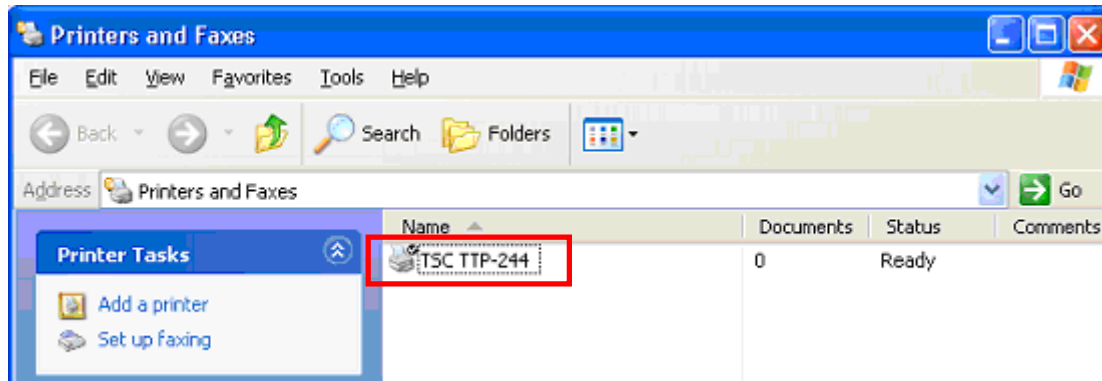 Printers and Faxes
File Edit View Favorites Tools Help
Back Search Folders
Address Printers and Faxes Go
Name Documents Status Comments
Printer Tasks
TSC TTP-244 0 Ready
Add a printer
Set up faxing